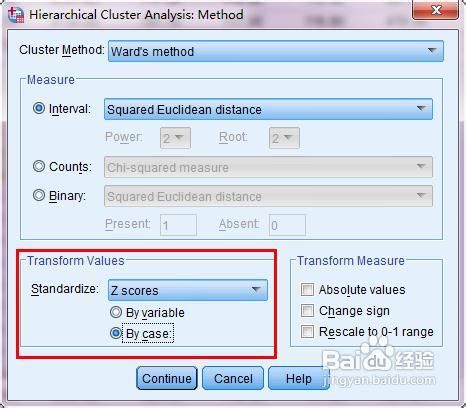 Hierarchical Cluster Analysis: Method
Cluster Method: Ward's method
Measure
Interval: Squared Euclidean distance
Power: 2 Root: 2
Counts: Chi-squared measure
Binary: Squared Euclidean distance
Present: 1 Absent: 0
Transform Values
Standardize: Z scores
By variable
By case:
Transform Measure
Absolute values
Change sign
Rescale to 0-1 range
Continue Cancel Help
Baidu 经验
jingyan.baidu.com